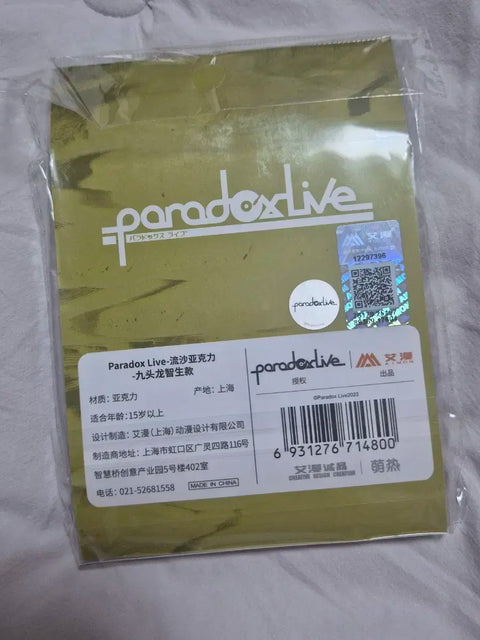 paradoxLive
パラドックス ライブ
艾漫
12297396
paradoxLive
Paradox Live-流沙亚克力
-九头龙智生款
材质: 亚克力
产地: 上海
适合年龄:15岁以上
设计制造: 艾漫(上海)动漫设计有限公司
制造商地址: 上海市虹口区广灵四路116号
智慧桥创意产业园5号楼402室
电话: 021-52681558
MADE IN CHINA
paradoxLive
授权
艾漫
AIMON
出品
©Paradox Live2023
6 931276 714800
艾漫诚品
CREATIVE DESIGN CREATION
萌热